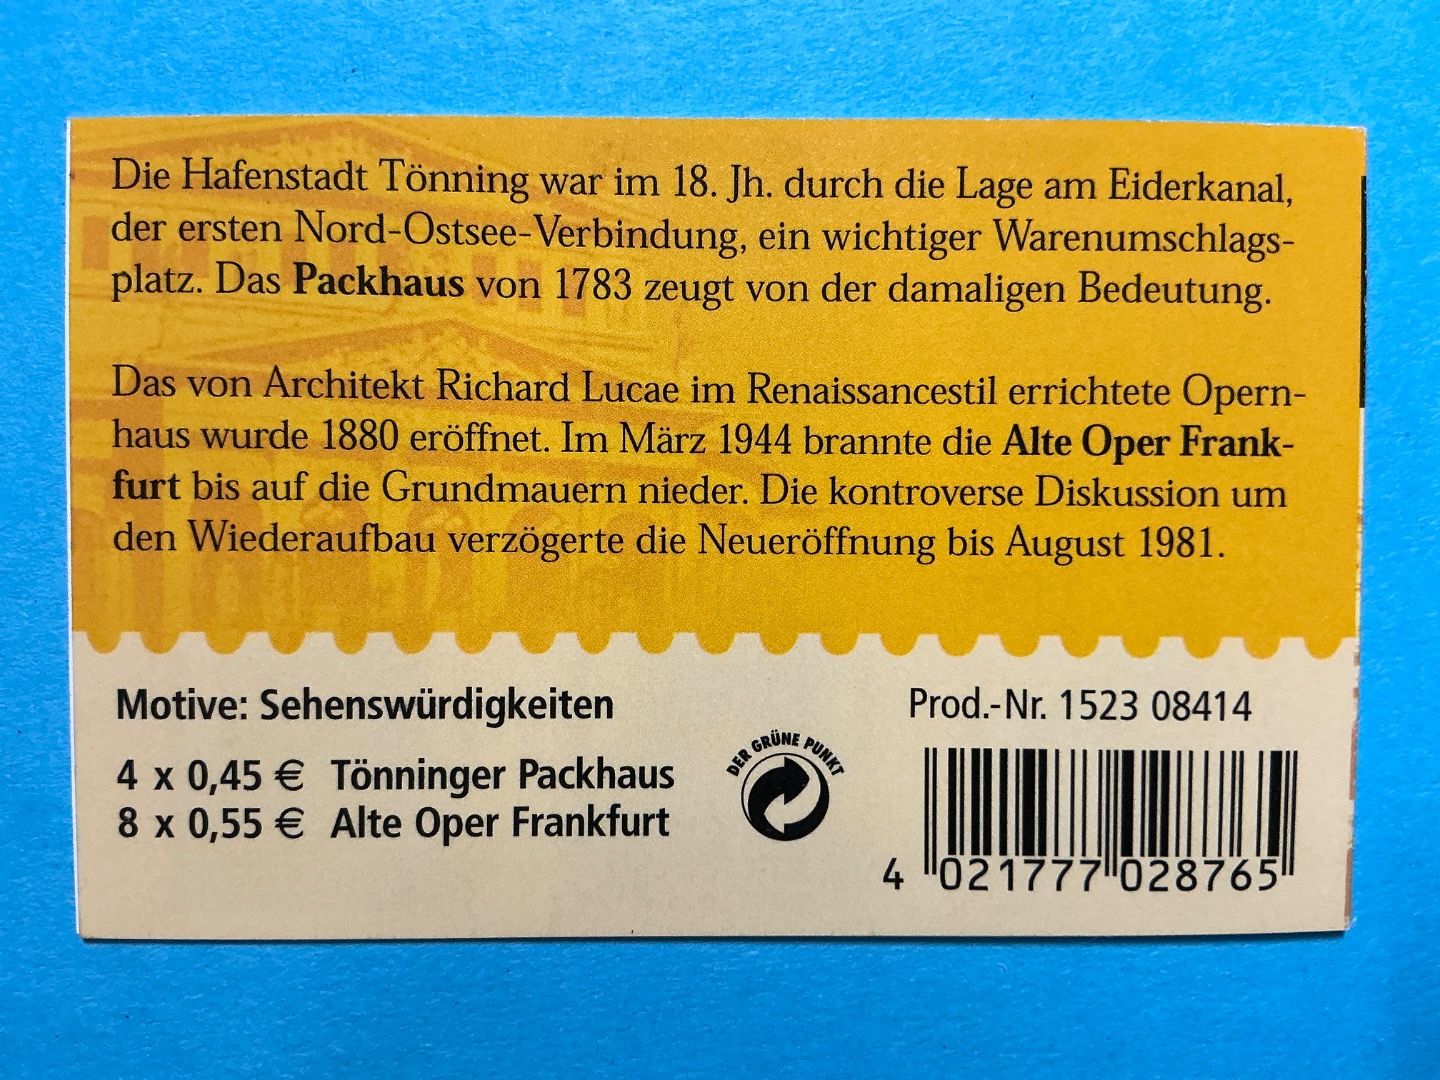 Die Hafenstadt Tönning war im 18. Jh. durch die Lage am Eiderkanal,
der ersten Nord-Ostsee-Verbindung, ein wichtiger Warenumschlags-
platz. Das Packhaus von 1783 zeugt von der damaligen Bedeutung.
Das von Architekt Richard Lucae im Renaissancestil errichtete Opern-
haus wurde 1880 eröffnet. Im März 1944 brannte die Alte Oper Frank-
furt bis auf die Grundmauern nieder. Die kontroverse Diskussion um
den Wiederaufbau verzögerte die Neueröffnung bis August 1981.
Motive: Sehenswürdigkeiten
4 x 0,45 € Tönninger Packhaus
8 x 0,55 € Alte Oper Frankfurt
DER GRÜNE PUNKT
Prod.-Nr. 1523 08414
4 021777 028765